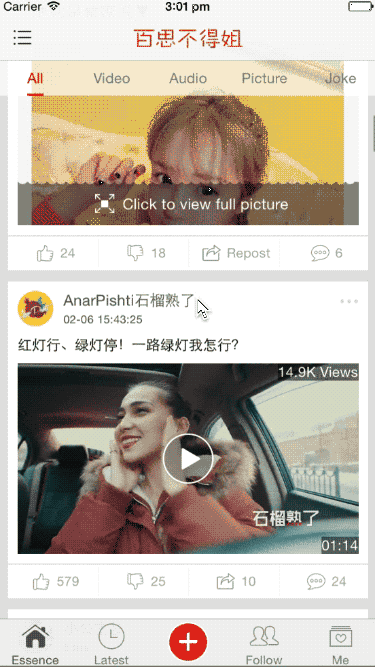 Carrier 3:01 pm
百思不得姐
All Video Audio Picture Joke
Click to view full picture
24 18 Repost 6
AnarPishti石榴熟了
02-06 15:43:25
红灯行、绿灯停！一路绿灯我怎行?
14.9K Views
石榴熟了
01:14
579 25 10 24
Essence Latest Follow Me